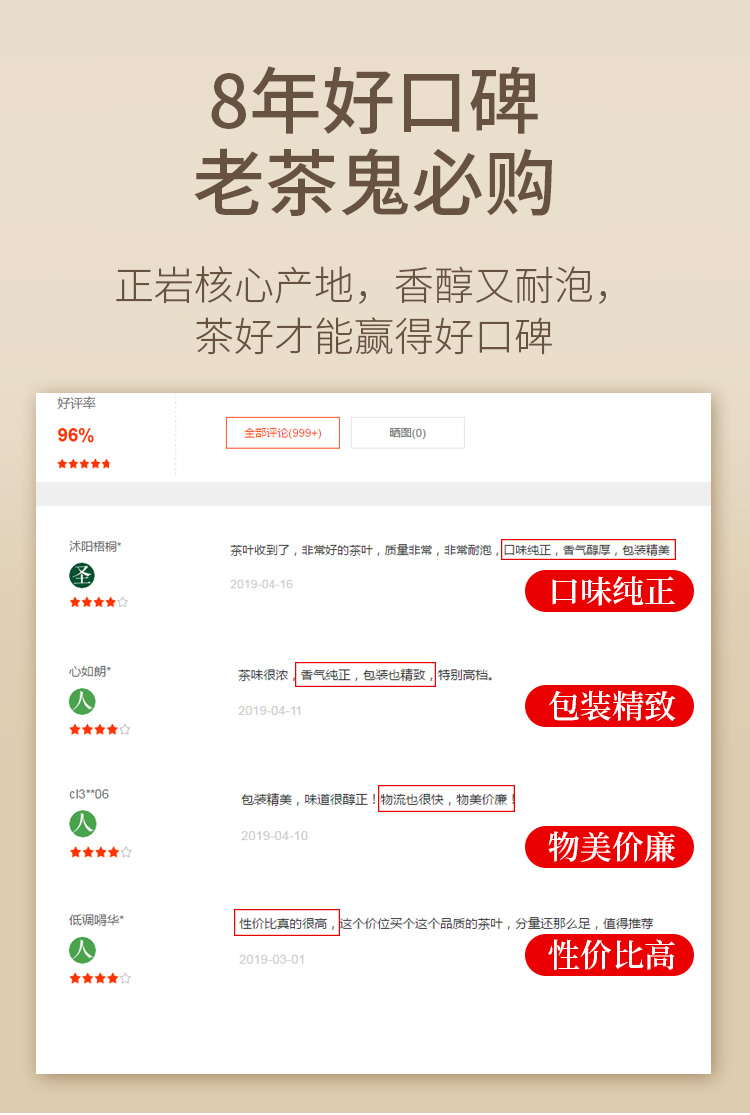 8年好口碑
老茶鬼必购
正岩核心产地，香醇又耐泡，
茶好才能赢得好口碑
好评率
96%
全部评论(999+)
晒图(0)
沐阳梧桐*
圣
茶叶收到了，非常好的茶叶，质量非常，非常耐泡，口味纯正，香气醇厚，包装精美
2019-04-16
口味纯正
心如朗*
人
茶味很浓，香气纯正，包装也精致，特别高档。
2019-04-11
包装精致
cl3**06
人
包装精美，味道很醇正！物流也很快，物美价廉！
2019-04-10
物美价廉
低调嘚华*
人
性价比真的很高，这个价位买个这个品质的茶叶，分量还那么足，值得推荐
2019-03-01
性价比高